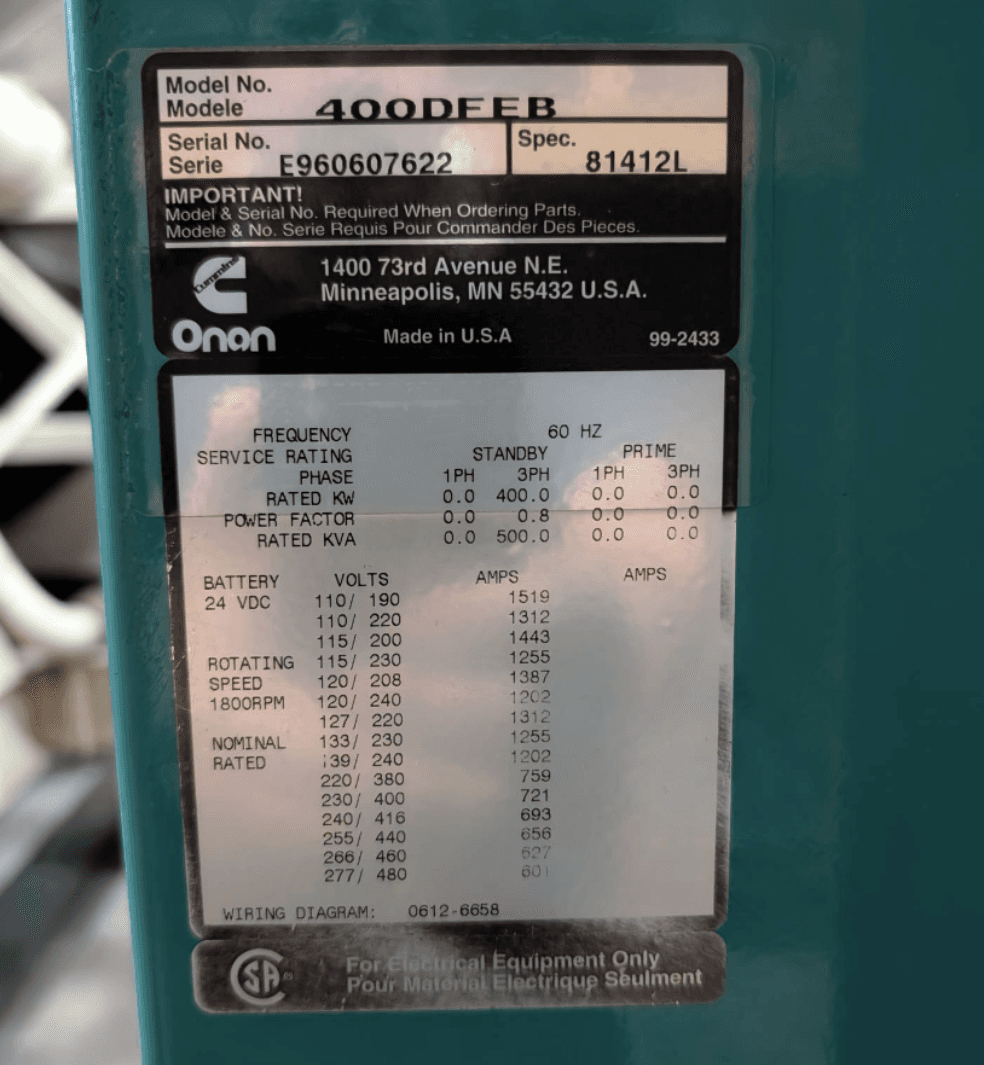 Model No.
Modele 400DFEB
Serial No.
Serie E960607622
Spec.
81412L
IMPORTANT!
Model & Serial No. Required When Ordering Parts.
Modele & No. Serie Requis Pour Commander Des Pieces.
Cummins
1400 73rd Avenue N.E.
Minneapolis, MN 55432 U.S.A.
Onan Made in U.S.A 99-2433
FREQUENCY 60 HZ
SERVICE RATING STANDBY PRIME
PHASE 1PH 3PH 1PH 3PH
RATED KW 0.0 400.0 0.0 0.0
POWER FACTOR 0.0 0.8 0.0 0.0
RATED KVA 0.0 500.0 0.0 0.0
BATTERY VOLTS AMPS AMPS
24 VDC 110/ 190 1519
110/ 220 1312
115/ 200 1443
ROTATING 115/ 230 1255
SPEED 120/ 208 1387
1800RPM 120/ 240 1202
127/ 220 1312
NOMINAL 133/ 230 1255
RATED 139/ 240 1202
220/ 380 759
230/ 400 721
240/ 416 693
255/ 440 656
266/ 460 627
277/ 480 601
WIRING DIAGRAM: 0612-6658
SA
For Electrical Equipment Only
Pour Material Electrique Seulment